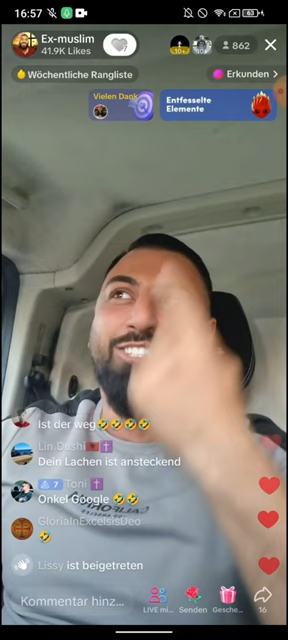 16:57
Ex-muslim
41.9K Likes
10+
862
Wöchentliche Rangliste
Erkunden >
Vielen Dank
Entfesselte
Elemente
Ist der weg🤣🤣🤣🤣
Lin.Dushi🇦🇱✝️
Dein Lachen ist ansteckend
7 Toni ✝️
Onkel Google 🤣🤣
GloriaInExcelsisDeo
🤣
Lissy ist beigetreten
Kommentar hinz...
LIVE mi...
Senden
Gesche...
16